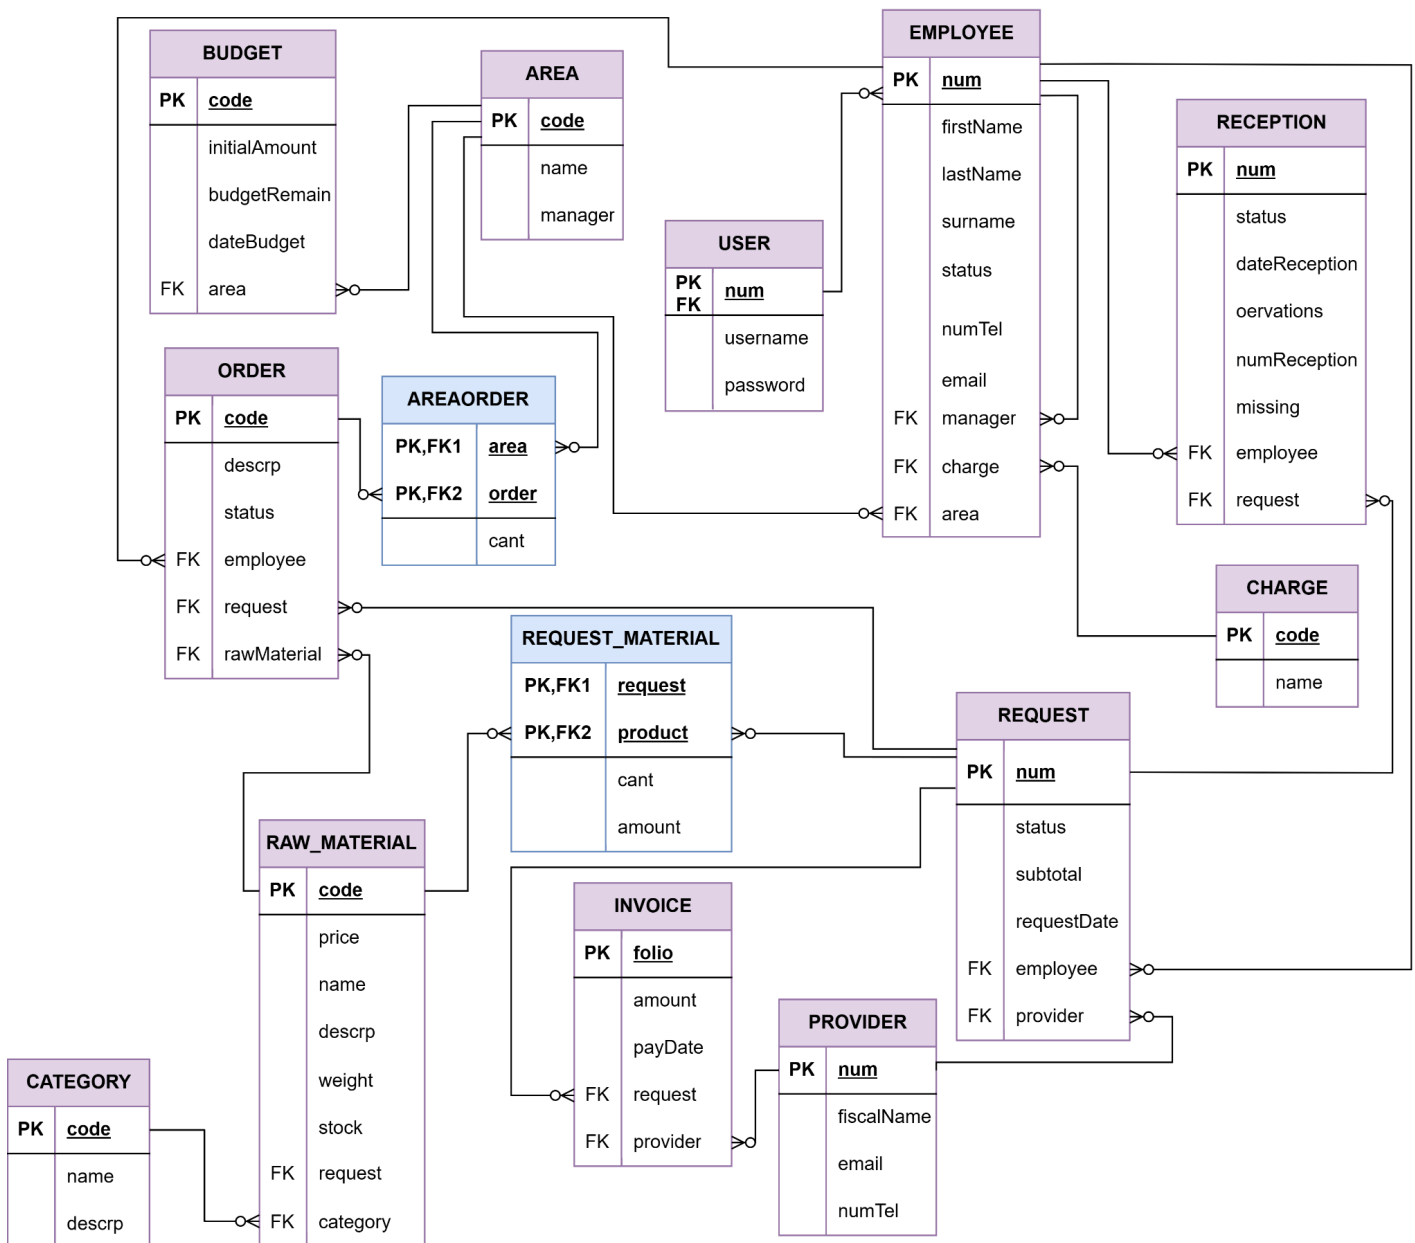 BUDGET
PK code
initialAmount
budgetRemain
dateBudget
FK area
AREA
PK code
name
manager
EMPLOYEE
PK num
firstName
lastName
surname
status
numTel
email
FK manager
FK charge
FK area
RECEPTION
PK num
status
dateReception
oervations
numReception
missing
FK employee
FK request
USER
PK
FK num
username
password
ORDER
PK code
descrp
status
FK employee
FK request
FK rawMaterial
AREAORDER
PK,FK1 area
PK,FK2 order
cant
CHARGE
PK code
name
REQUEST_MATERIAL
PK,FK1 request
PK,FK2 product
cant
amount
REQUEST
PK num
status
subtotal
requestDate
FK employee
FK provider
RAW_MATERIAL
PK code
price
name
descrp
weight
stock
FK request
FK category
INVOICE
PK folio
amount
payDate
FK request
FK provider
PROVIDER
PK num
fiscalName
email
numTel
CATEGORY
PK code
name
descrp